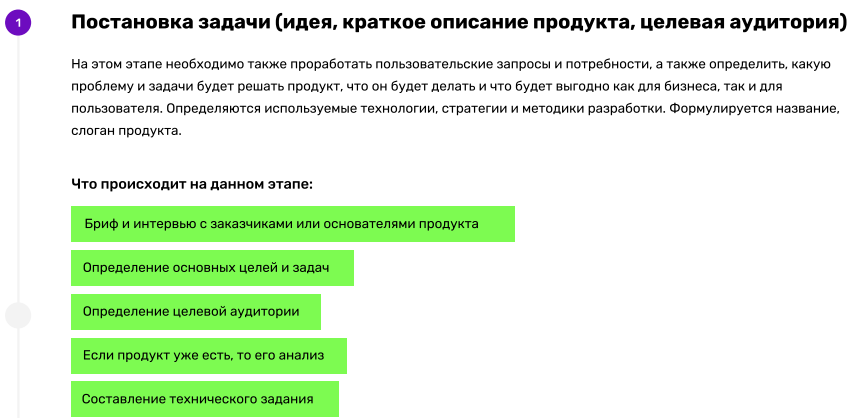 1
Постановка задачи (идея, краткое описание продукта, целевая аудитория)
На этом этапе необходимо также проработать пользовательские запросы и потребности, а также определить, какую
проблему и задачи будет решать продукт, что он будет делать и что будет выгодно как для бизнеса, так и для
пользователя. Определяются используемые технологии, стратегии и методики разработки. Формулируется название,
слоган продукта.
Что происходит на данном этапе:
Бриф и интервью с заказчиками или основателями продукта
Определение основных целей и задач
Определение целевой аудитории
Если продукт уже есть, то его анализ
Составление технического задания